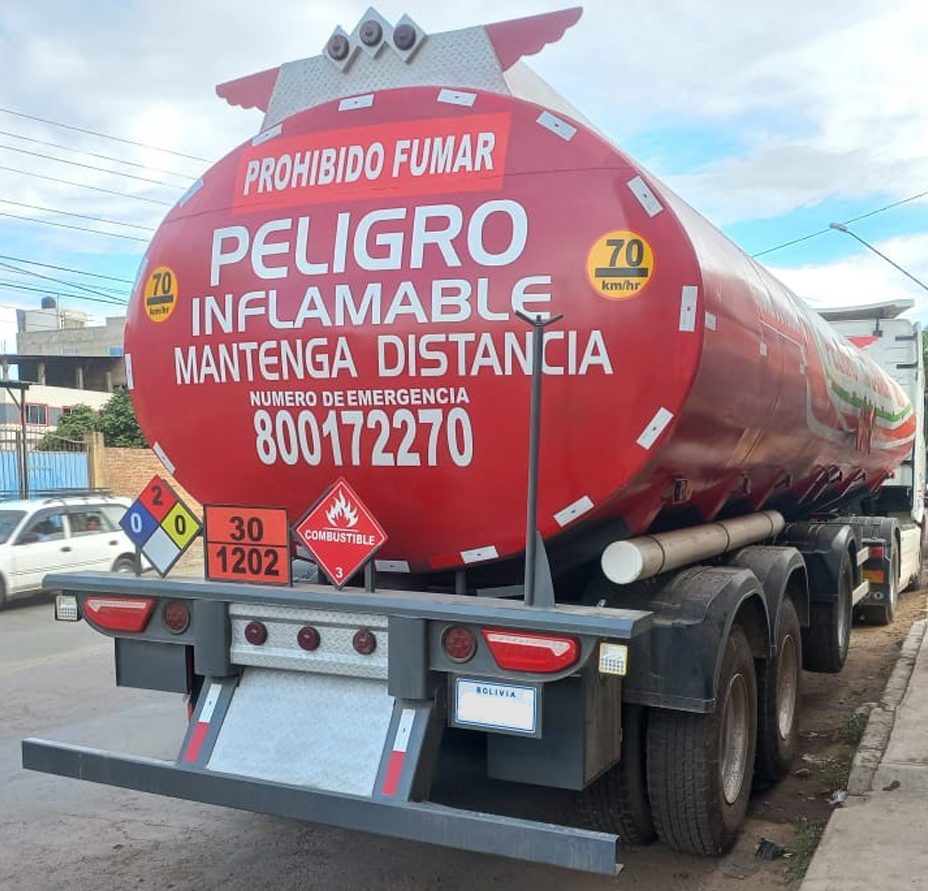 PROHIBIDO FUMAR
PELIGRO
INFLAMABLE
MANTENGA DISTANCIA
NUMERO DE EMERGENCIA
800172270
70
km/hr
70
km/hr
2
0
0
30
1202
COMBUSTIBLE
3
BOLIVIA